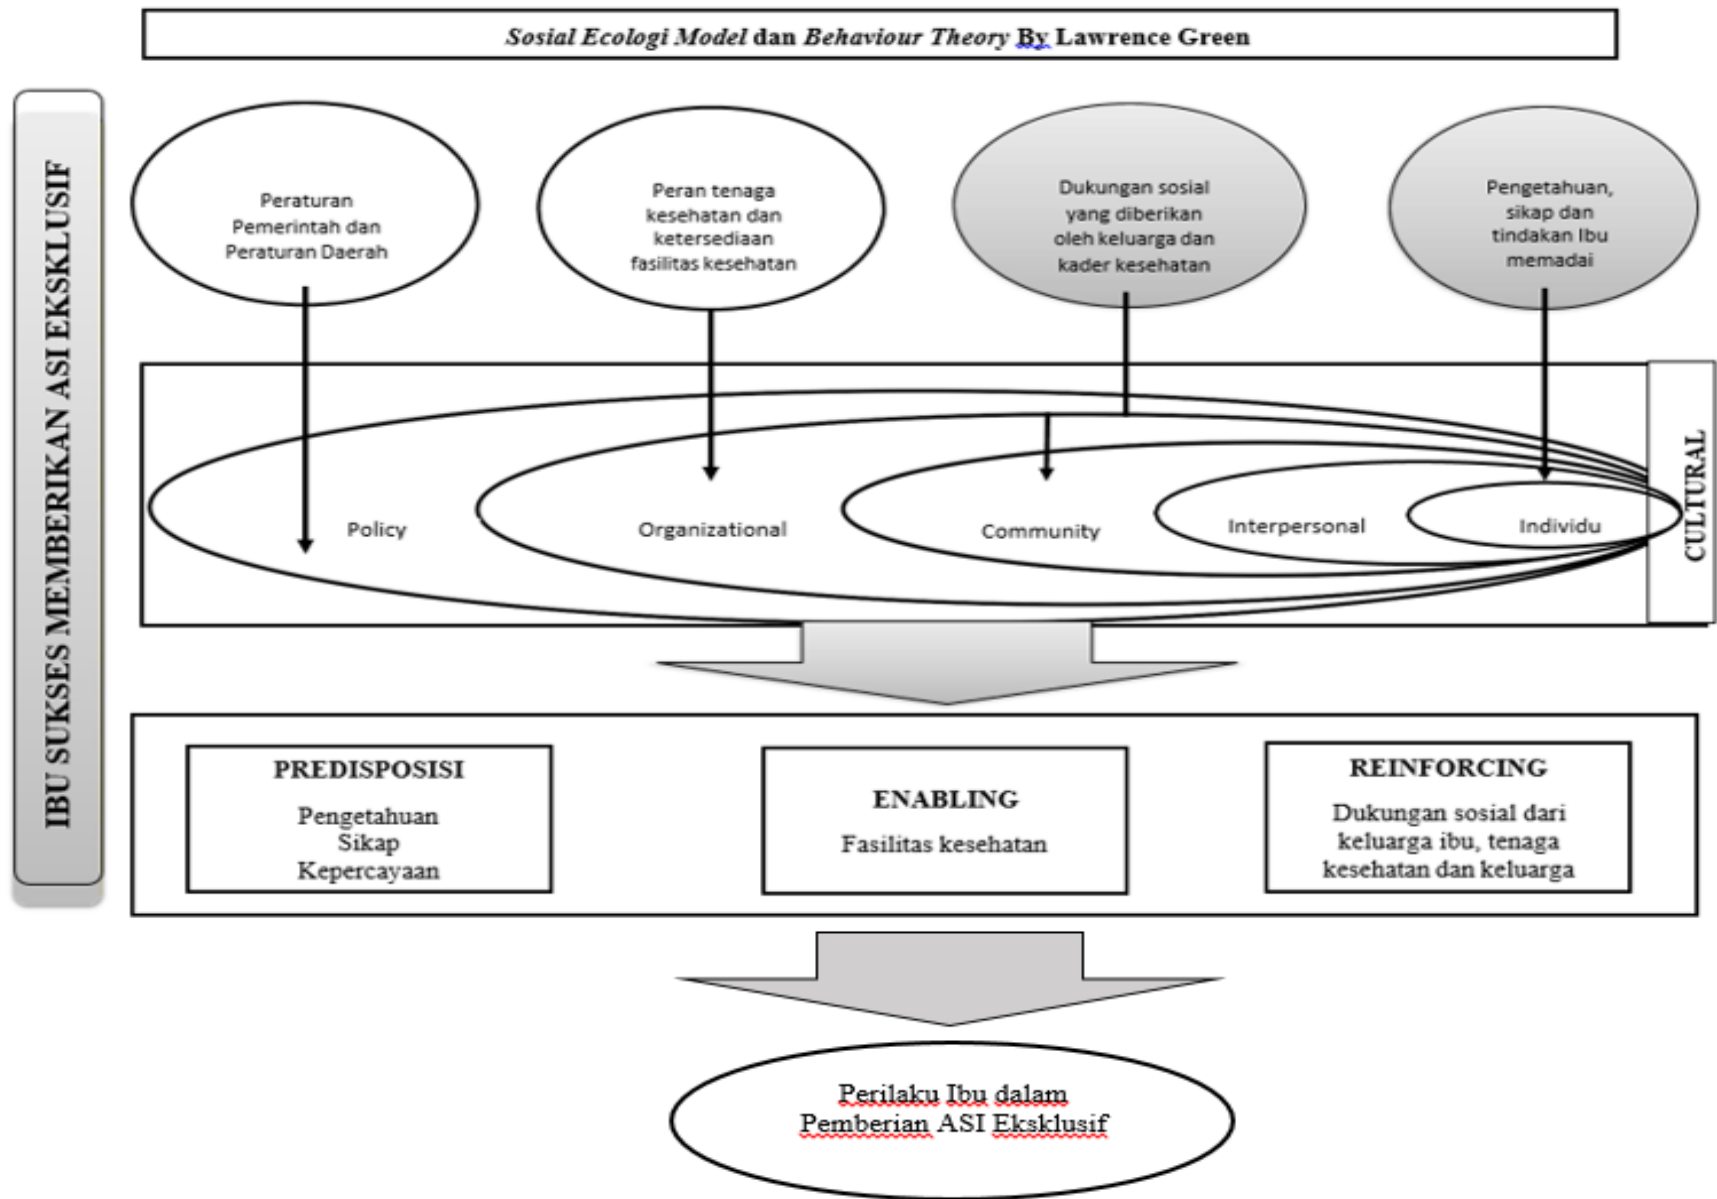 Sosial Ecologi Model dan Behaviour Theory By Lawrence Green
IBU SUKSES MEMBERIKAN ASI EKSKLUSIF
Peraturan
Pemerintah dan
Peraturan Daerah
Peran tenaga
kesehatan dan
ketersediaan
fasilitas kesehatan
Dukungan sosial
yang diberikan
oleh keluarga dan
kader kesehatan
Pengetahuan,
sikap dan
tindakan Ibu
memadai
Policy
Organizational
Community
Interpersonal
Individu
CULTURAL
PREDISPOSISI
Pengetahuan
Sikap
Kepercayaan
ENABLING
Fasilitas kesehatan
REINFORCING
Dukungan sosial dari
keluarga ibu, tenaga
kesehatan dan keluarga
Perilaku Ibu dalam
Pemberian ASI Eksklusif